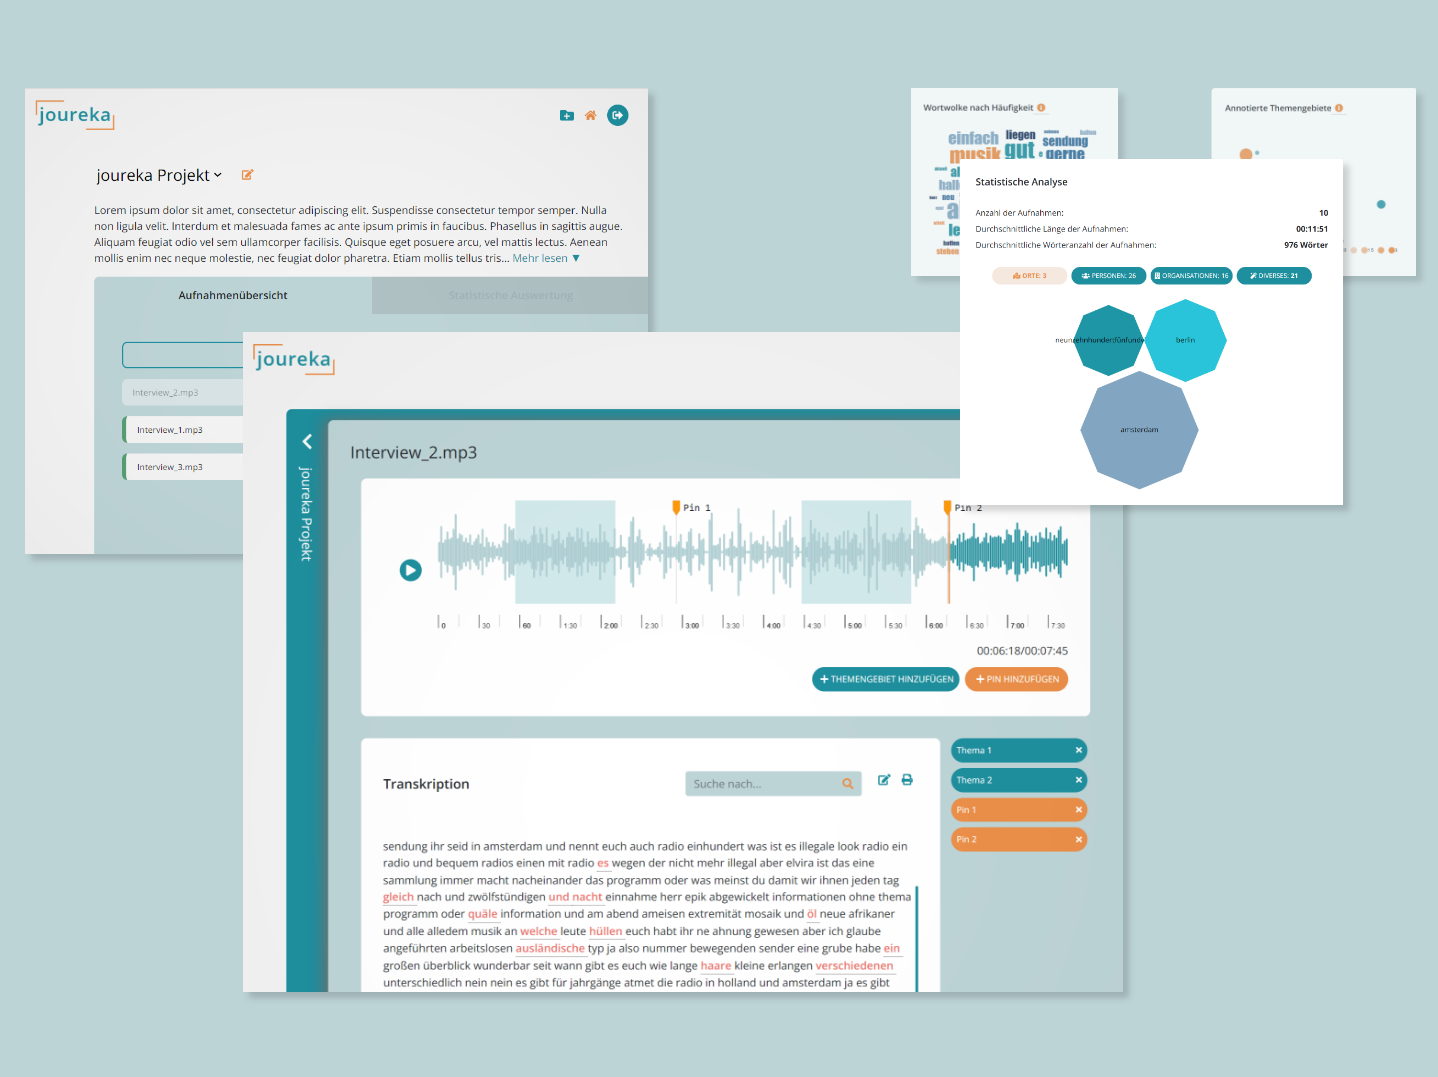 joureka
joureka Projekt
Lorem ipsum dolor sit amet, consectetur adipiscing elit. Suspendisse consectetur tempor semper. Nulla
non ligula velit. Interdum et malesuada fames ac ante ipsum primis in faucibus. Phasellus in sagittis augue.
Aliquam feugiat odio vel sem ullamcorper facilisis. Quisque eget posuere arcu, vel mattis lectus. Aenean
mollis enim nec neque molestie, nec feugiat dolor pharetra. Etiam mollis tellus tris... Mehr lesen ▼
Aufnahmenübersicht
Statistische Auswertung
Interview_2.mp3
Interview_1.mp3
Interview_3.mp3
Wortwolke nach Häufigkeit
einfach liegen sendung
musik gut gerne
neu
Annotierte Themengebiete
Statistische Analyse
Anzahl der Aufnahmen: 10
Durchschnittliche Länge der Aufnahmen: 00:11:51
Durchschnittliche Wörteranzahl der Aufnahmen: 976 Wörter
ORTE: 3 PERSONEN: 26 ORGANISATIONEN: 16 DIVERSES: 21
neunzehnhundertfünfund
berlin
amsterdam
joureka
joureka Projekt
Interview_2.mp3
Pin 1
Pin 2
0 30 60 1:30 2:00 2:30 3:00 3:30 4:00 4:30 5:00 5:30 6:00 6:30 7:00 7:30
00:06:18/00:07:45
+ THEMENGEBIET HINZUFÜGEN
+ PIN HINZUFÜGEN
Transkription
Suche nach...
sendung ihr seid in amsterdam und nennt euch auch radio einhundert was ist es illegale look radio ein
radio und bequem radios einen mit radio es wegen der nicht mehr illegal aber elvira ist das eine
sammlung immer macht nacheinander das programm oder was meinst du damit wir ihnen jeden tag
gleich nach und zwölfstündigen und nacht einnahme herr epik abgewickelt informationen ohne thema
programm oder quäle information und am abend ameisen extremität mosaik und öl neue afrikaner
und alle alledem musik an welche leute hüllen euch habt ihr ne ahnung gewesen aber ich glaube
angeführten arbeitslosen ausländische typ ja also nummer bewegenden sender eine grube habe ein
großen überblick wunderbar seit wann gibt es euch wie lange haare kleine erlangen verschiedenen
unterschiedlich nein nein es gibt für jahrgänge atmet die radio in holland und amsterdam ja es gibt
Thema 1
Thema 2
Pin 1
Pin 2